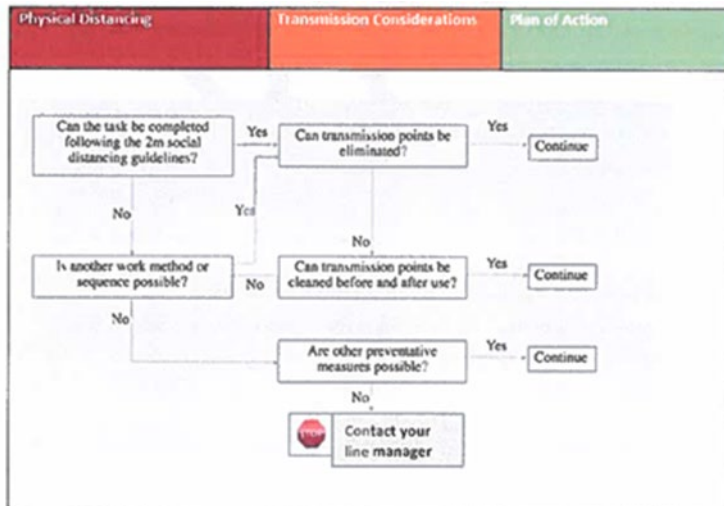 Physical Distancing
Transmission Considerations
Plan of Action
Can the task be completed
following the 2m social
distancing guidelines?
Yes
Can transmission points be
eliminated?
Yes
Continue
No
Yes
No
Is another work method or
sequence possible?
No
Can transmission points be
cleaned before and after use?
Yes
Continue
No
Are other preventative
measures possible?
Yes
Continue
No
STOP
Contact your
line manager